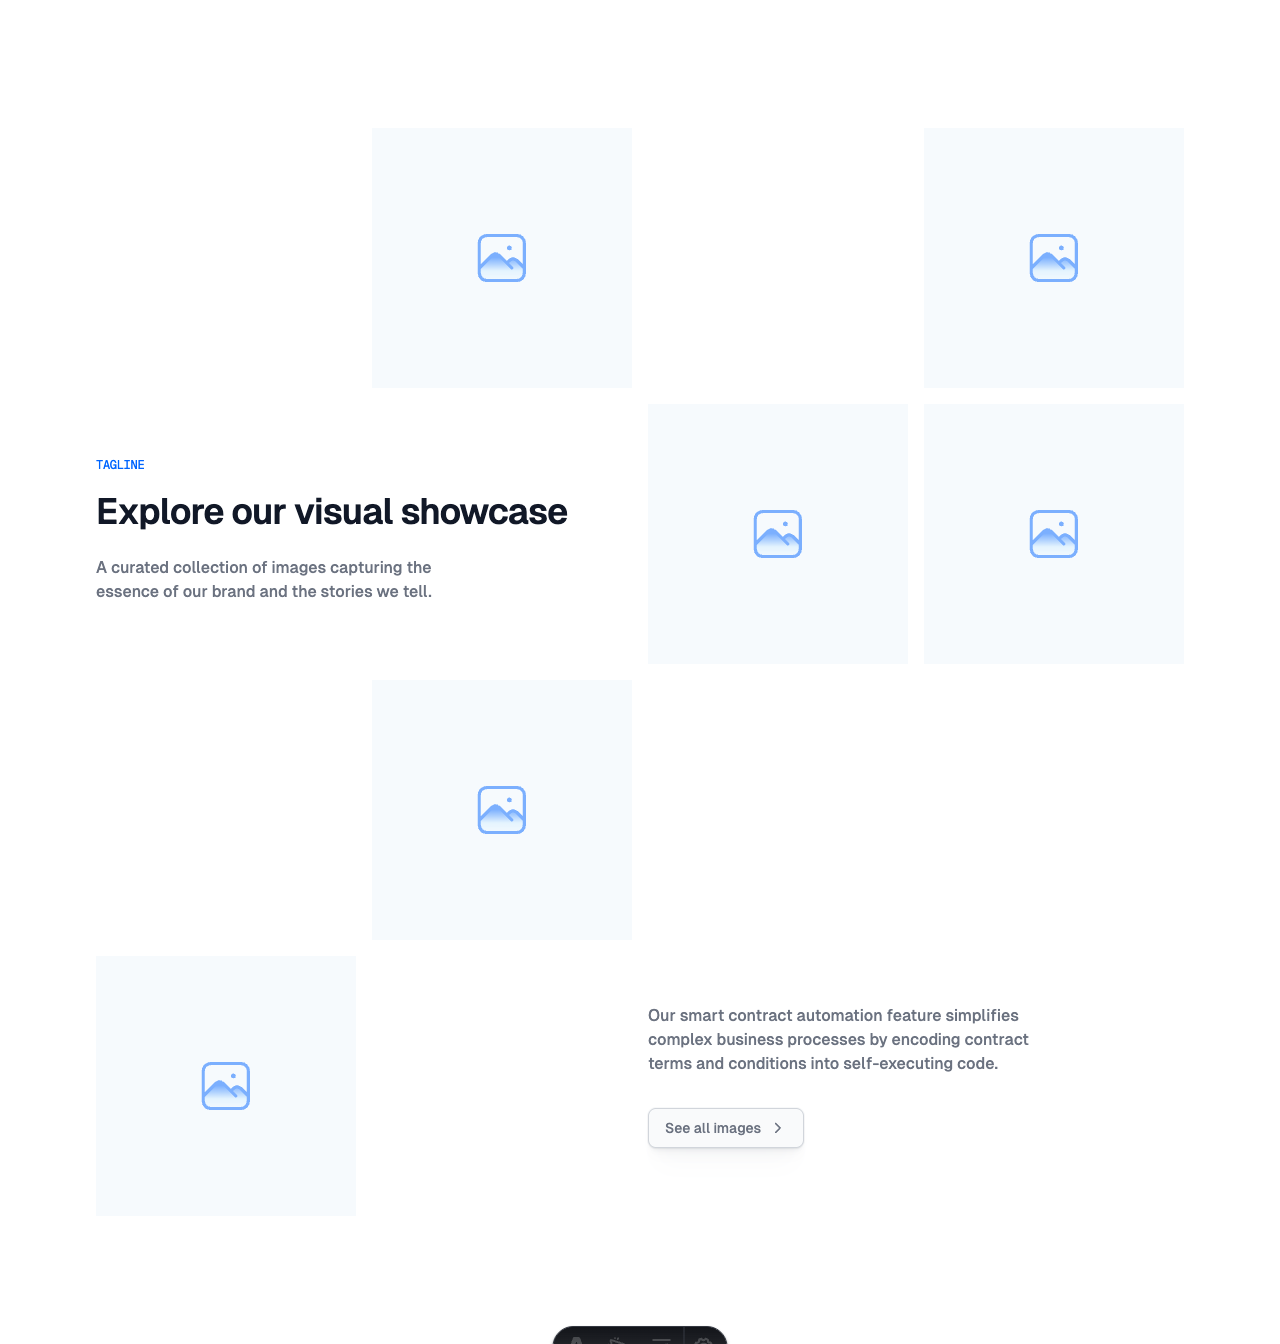 TAGLINE
Explore our visual showcase
A curated collection of images capturing the
essence of our brand and the stories we tell.
Our smart contract automation feature simplifies
complex business processes by encoding contract
terms and conditions into self-executing code.
See all images